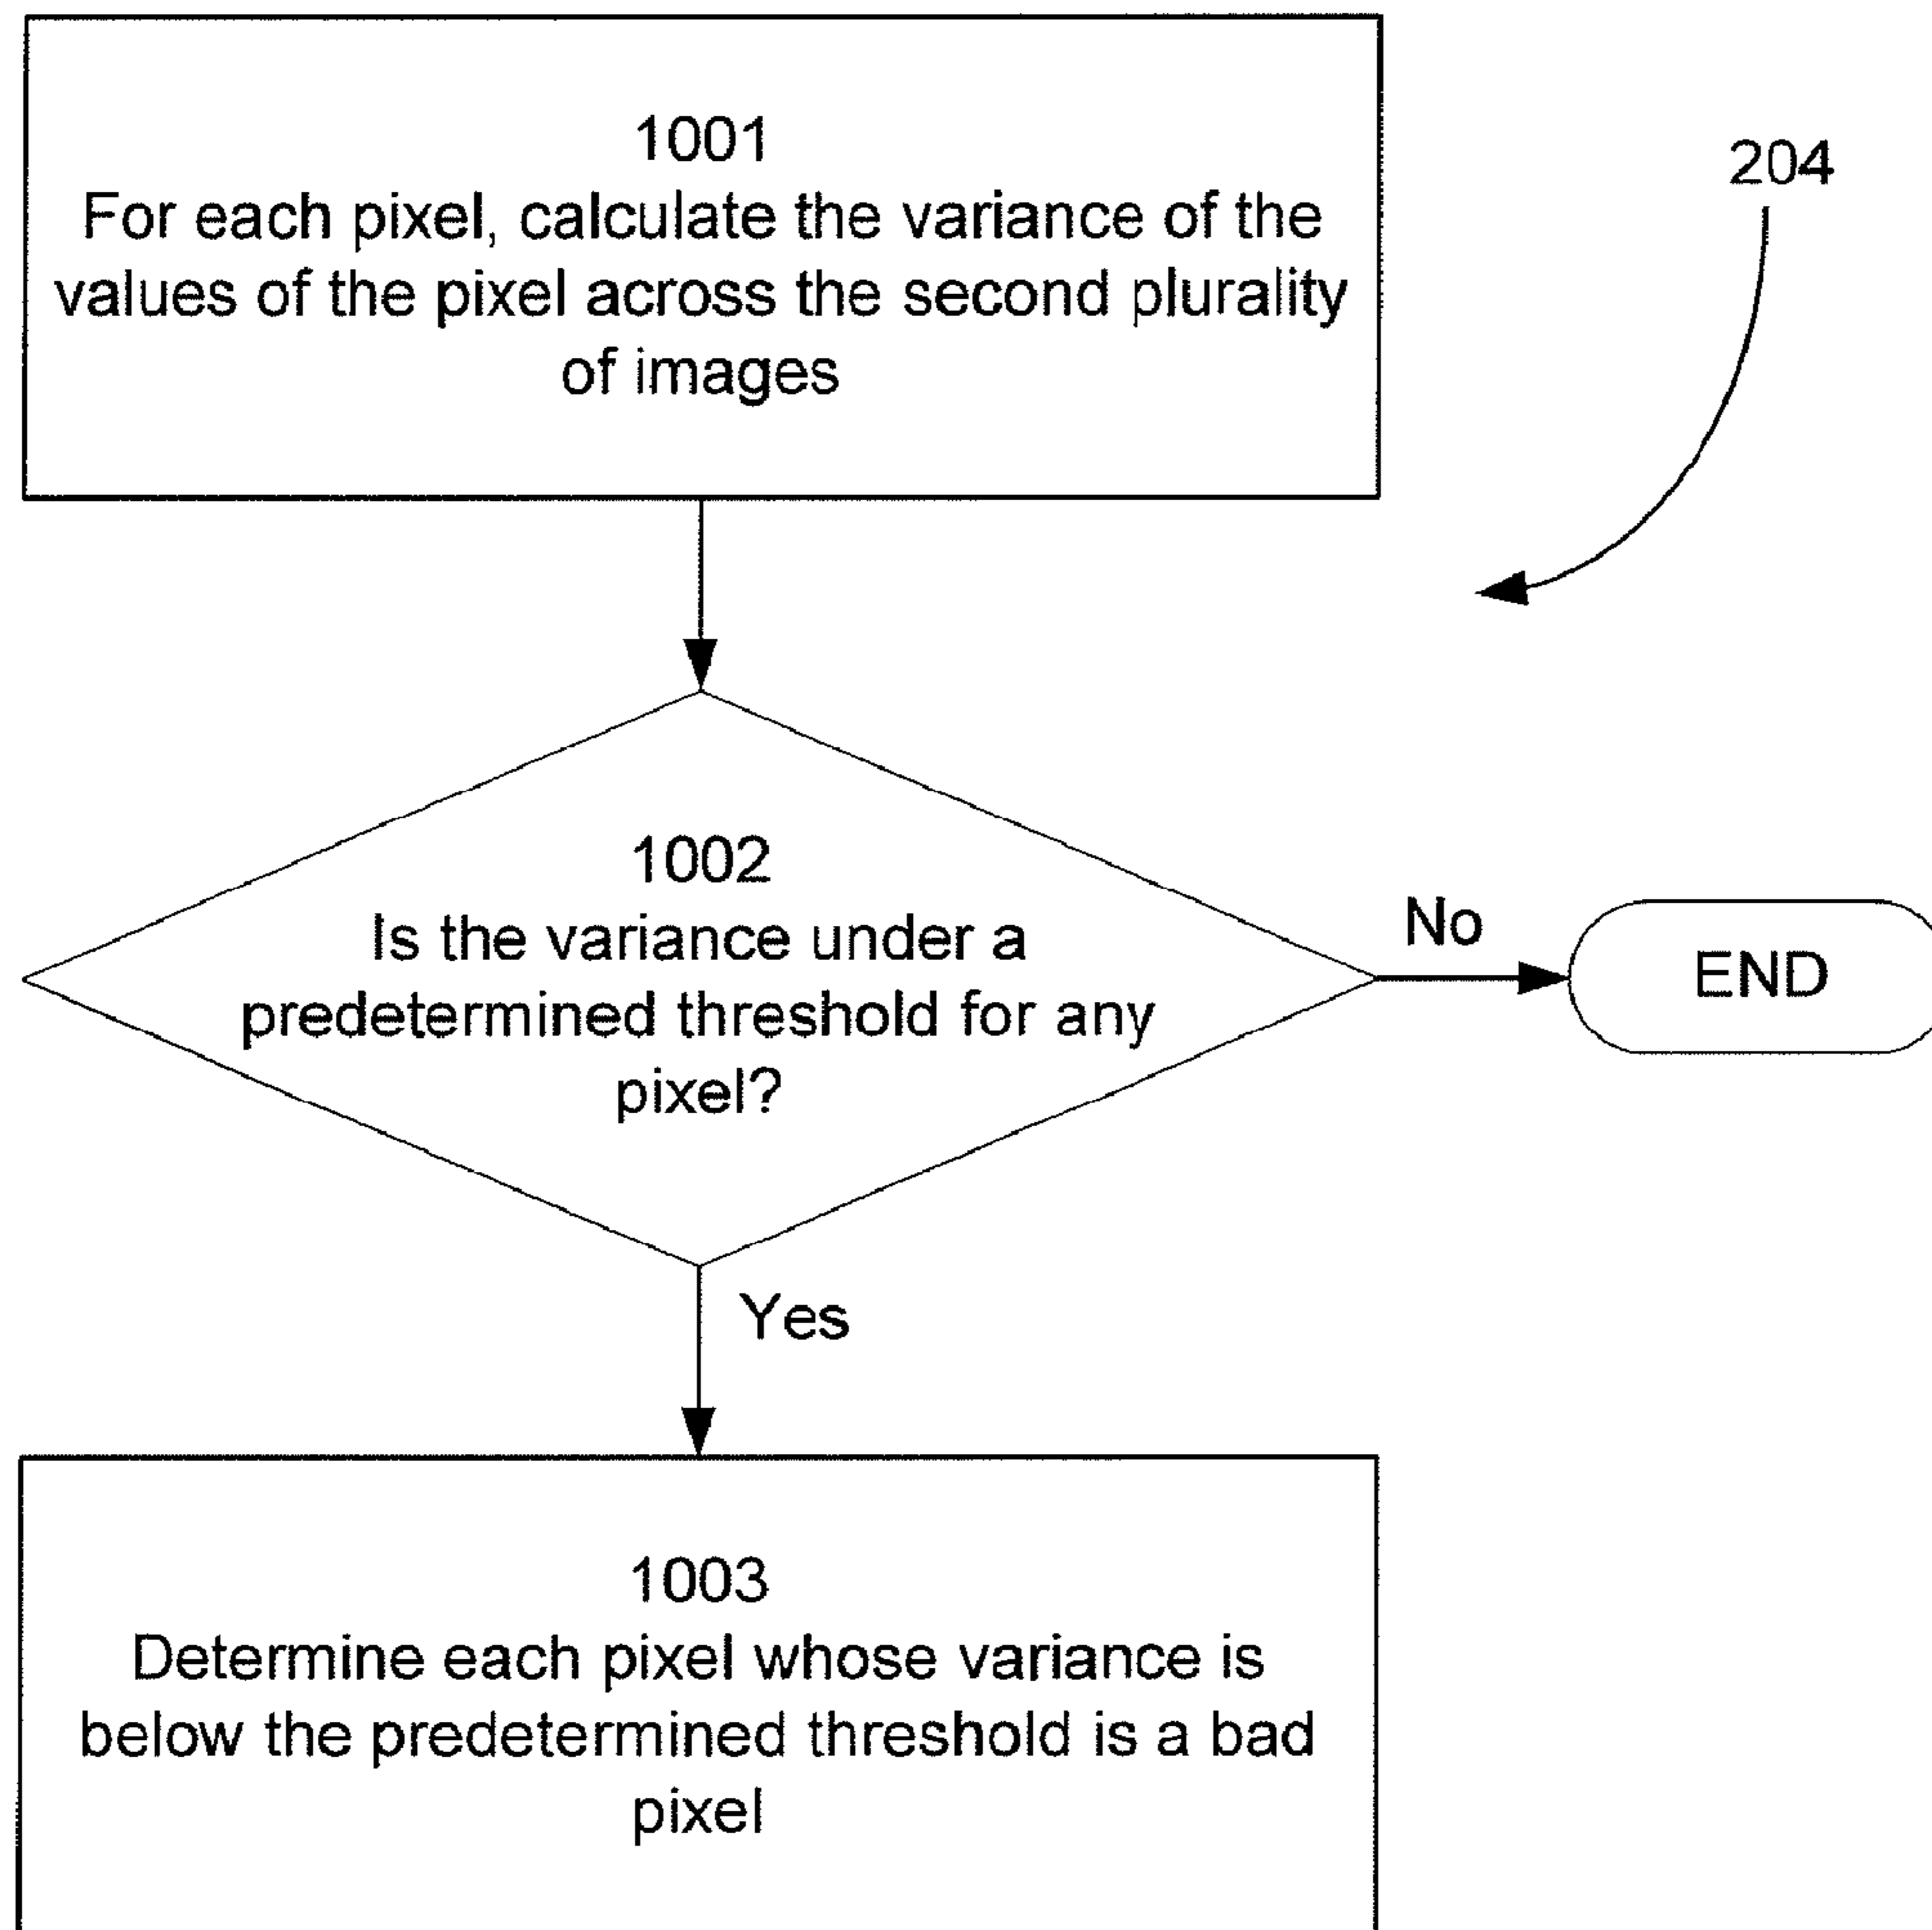 1001
For each pixel, calculate the variance of the
values of the pixel across the second plurality
of images
204
1002
Is the variance under a
predetermined threshold for any
pixel?
No
END
Yes
1003
Determine each pixel whose variance is
below the predetermined threshold is a bad
pixel